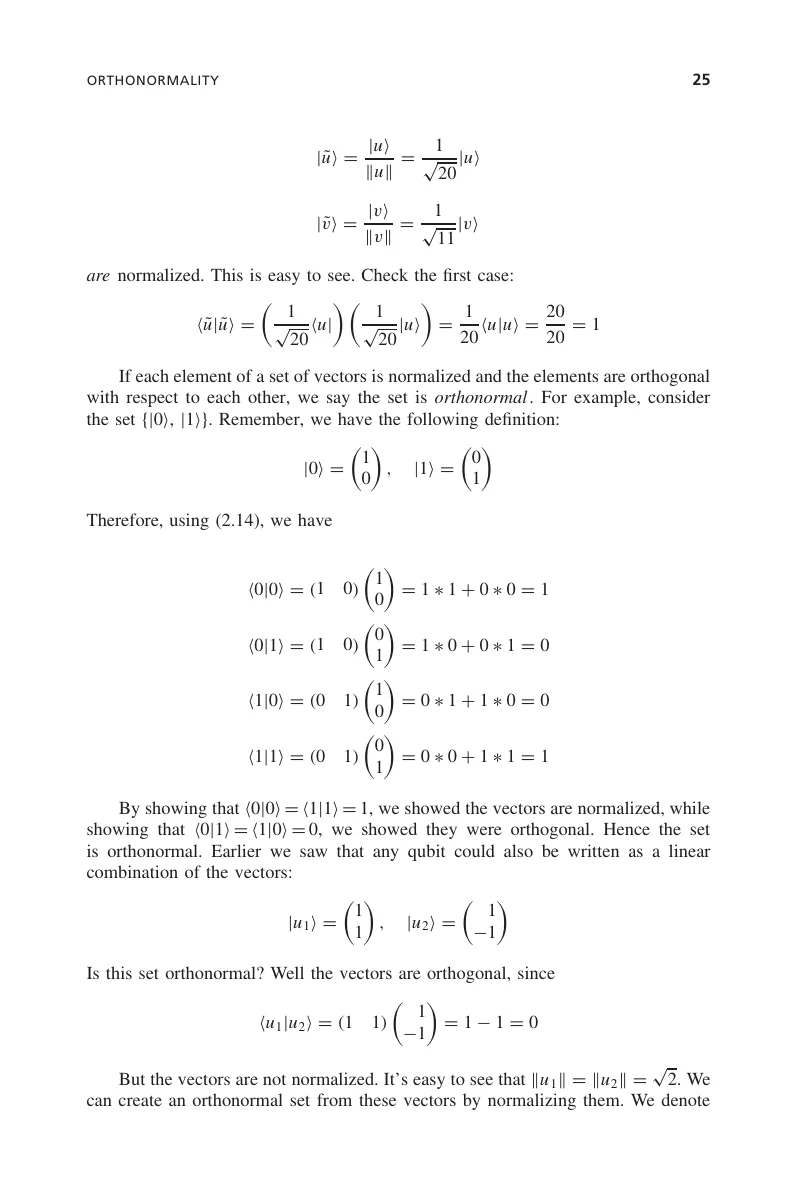 ORTHONORMALITY 25
|ũ⟩ = |u⟩/‖u‖ = 1/√20 |u⟩
|ṽ⟩ = |v⟩/‖v‖ = 1/√11 |v⟩
are normalized. This is easy to see. Check the first case:
⟨ũ|ũ⟩ = (1/√20 ⟨u|) (1/√20 |u⟩) = 1/20 ⟨u|u⟩ = 20/20 = 1
If each element of a set of vectors is normalized and the elements are orthogonal
with respect to each other, we say the set is orthonormal. For example, consider
the set {|0⟩, |1⟩}. Remember, we have the following definition:
|0⟩ = (1 0), |1⟩ = (0 1)
Therefore, using (2.14), we have
⟨0|0⟩ = (1 0) (1 0) = 1 ∗ 1 + 0 ∗ 0 = 1
⟨0|1⟩ = (1 0) (0 1) = 1 ∗ 0 + 0 ∗ 1 = 0
⟨1|0⟩ = (0 1) (1 0) = 0 ∗ 1 + 1 ∗ 0 = 0
⟨1|1⟩ = (0 1) (0 1) = 0 ∗ 0 + 1 ∗ 1 = 1
By showing that ⟨0|0⟩ = ⟨1|1⟩ = 1, we showed the vectors are normalized, while
showing that ⟨0|1⟩ = ⟨1|0⟩ = 0, we showed they were orthogonal. Hence the set
is orthonormal. Earlier we saw that any qubit could also be written as a linear
combination of the vectors:
|u₁⟩ = (1 1), |u₂⟩ = (1 −1)
Is this set orthonormal? Well the vectors are orthogonal, since
⟨u₁|u₂⟩ = (1 1) (1 −1) = 1 − 1 = 0
But the vectors are not normalized. It's easy to see that ‖u₁‖ = ‖u₂‖ = √2. We
can create an orthonormal set from these vectors by normalizing them. We denote